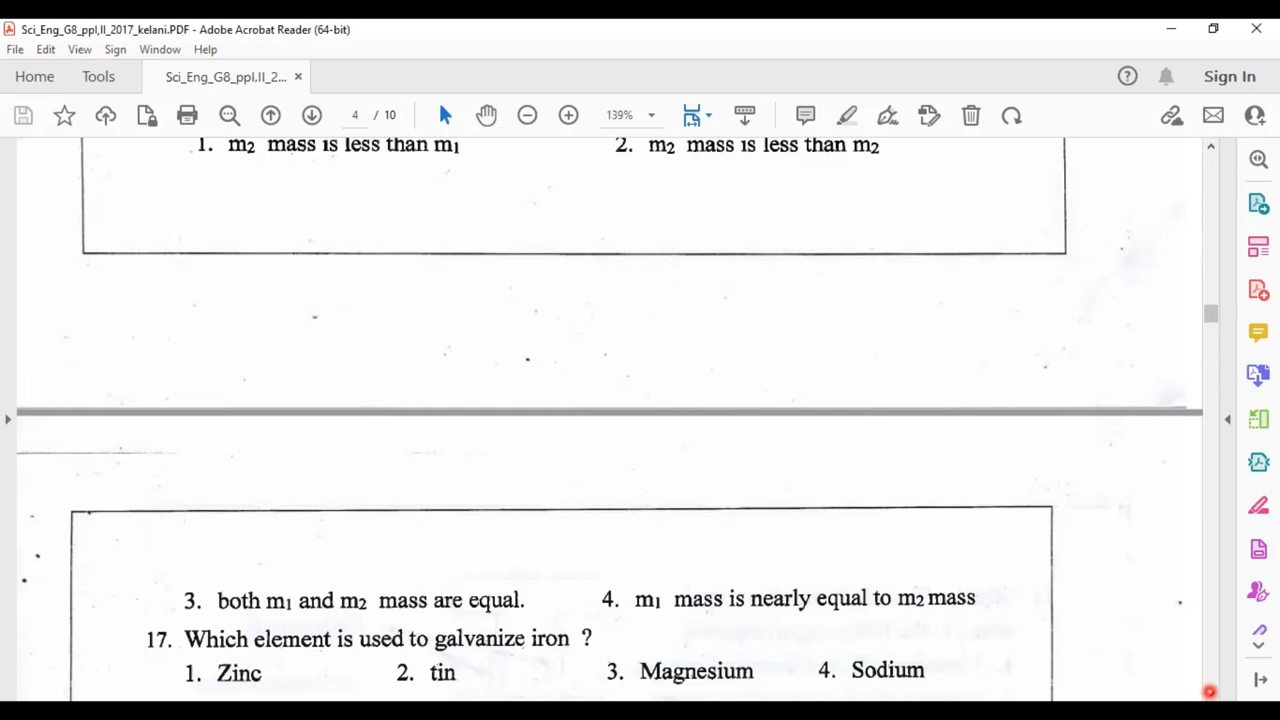 Sci_Eng_G8_ppl,II_2017_kelani.PDF - Adobe Acrobat Reader (64-bit)
File Edit View Sign Window Help
Home Tools Sci_Eng_G8_ppl,II_2... × Sign In
4 / 10 139%
1. m₂ mass is less than m₁ 2. m₂ mass is less than m₂
3. both m₁ and m₂ mass are equal. 4. m₁ mass is nearly equal to m₂ mass
17. Which element is used to galvanize iron ?
1. Zinc 2. tin 3. Magnesium 4. Sodium